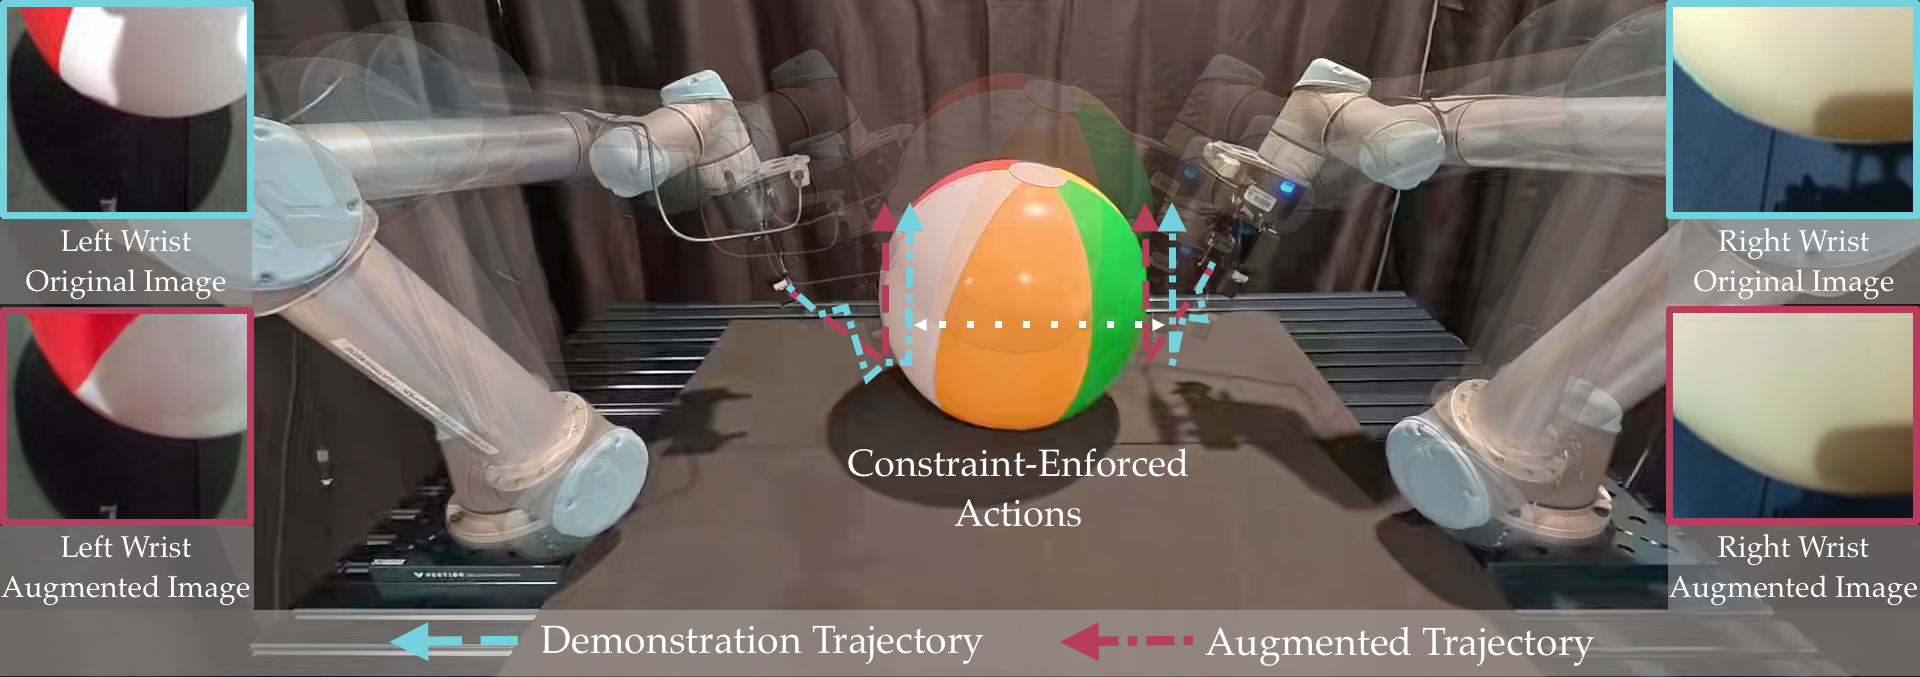 Left Wrist
Original Image
Left Wrist
Augmented Image
Constraint-Enforced
Actions
Right Wrist
Original Image
Right Wrist
Augmented Image
Demonstration Trajectory
Augmented Trajectory